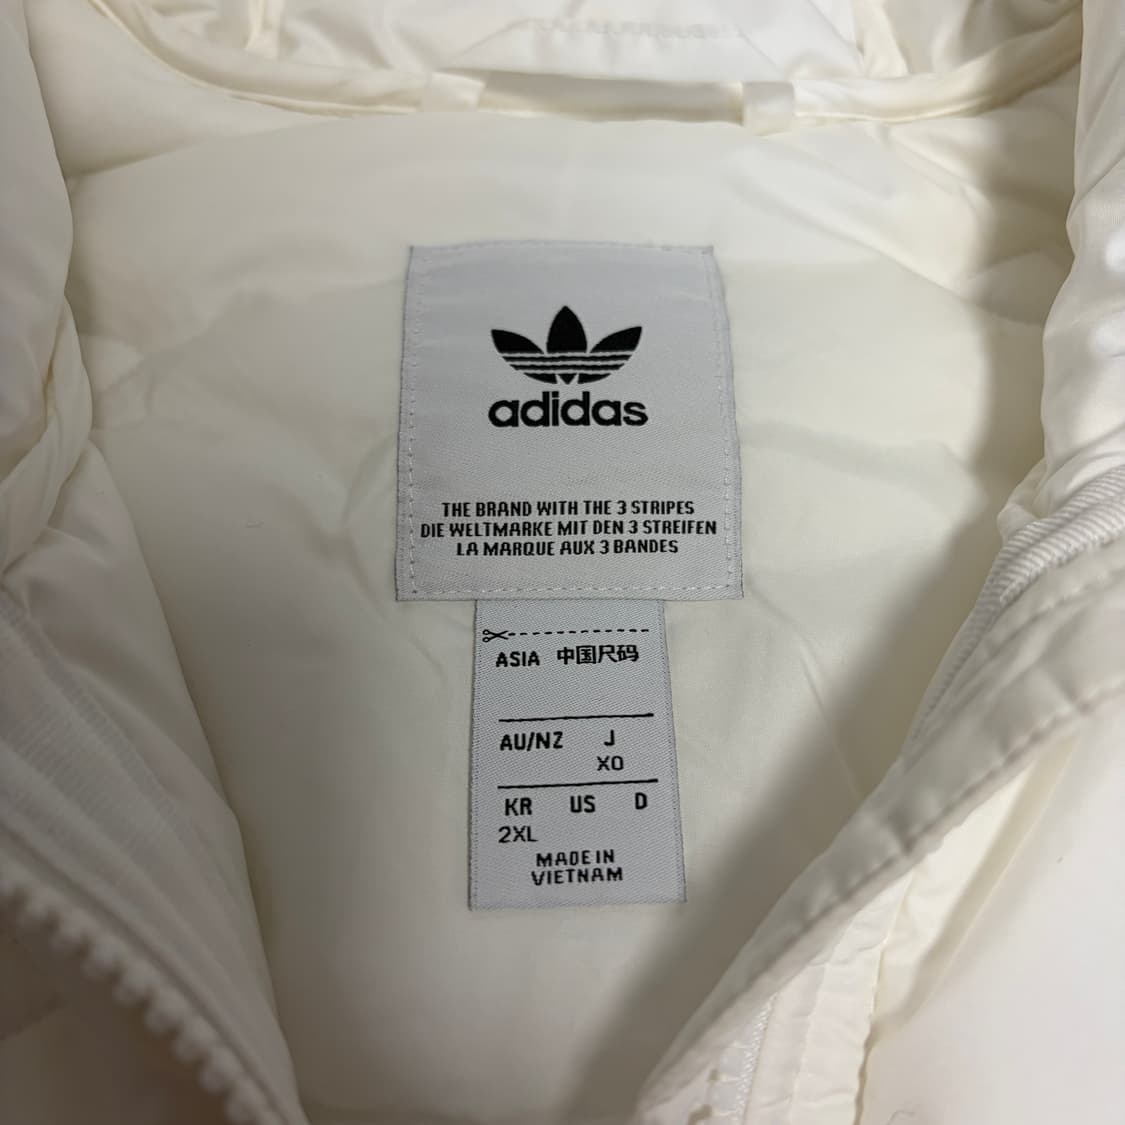 adidas
THE BRAND WITH THE 3 STRIPES
DIE WELTMARKE MIT DEN 3 STREIFEN
LA MARQUE AUX 3 BANDES
ASIA 中国尺码
AU/NZ J
XO
KR US D
2XL
MADE IN
VIETNAM